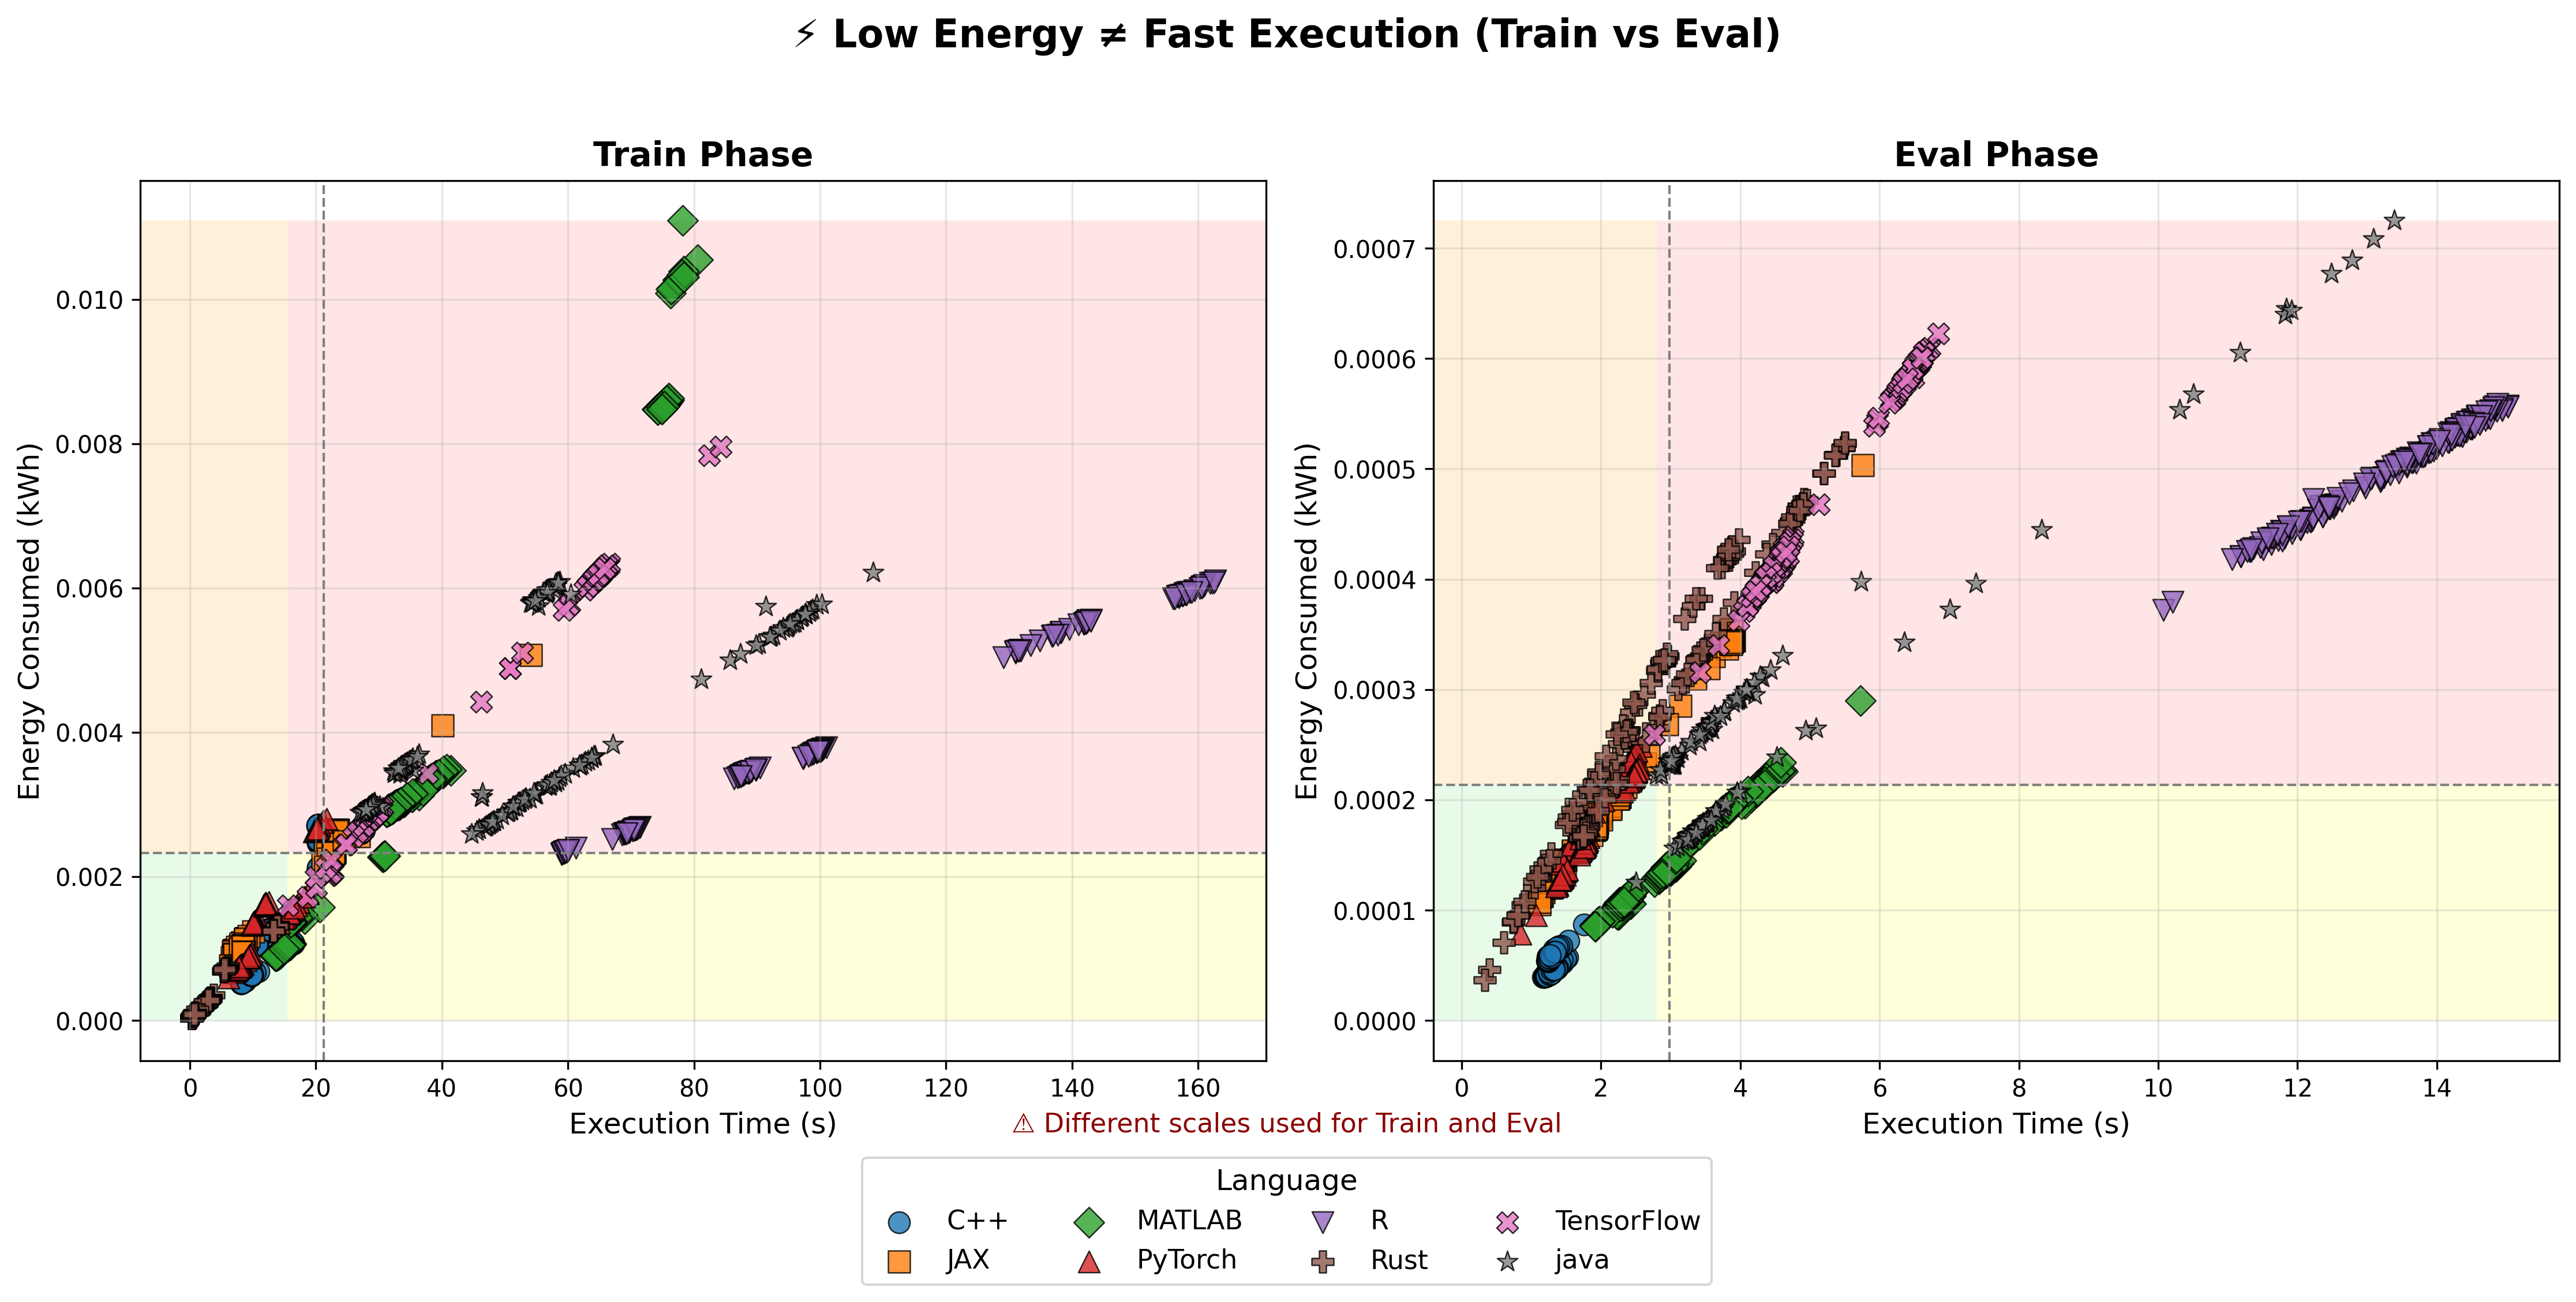 ⚡ Low Energy ≠ Fast Execution (Train vs Eval)
Train Phase
Energy Consumed (kWh)
0.010
0.008
0.006
0.004
0.002
0.000
0 20 40 60 80 100 120 140 160
Execution Time (s)
Eval Phase
Energy Consumed (kWh)
0.0007
0.0006
0.0005
0.0004
0.0003
0.0002
0.0001
0.0000
0 2 4 6 8 10 12 14
Execution Time (s)
⚠ Different scales used for Train and Eval
Language
C++ MATLAB R TensorFlow
JAX PyTorch Rust java